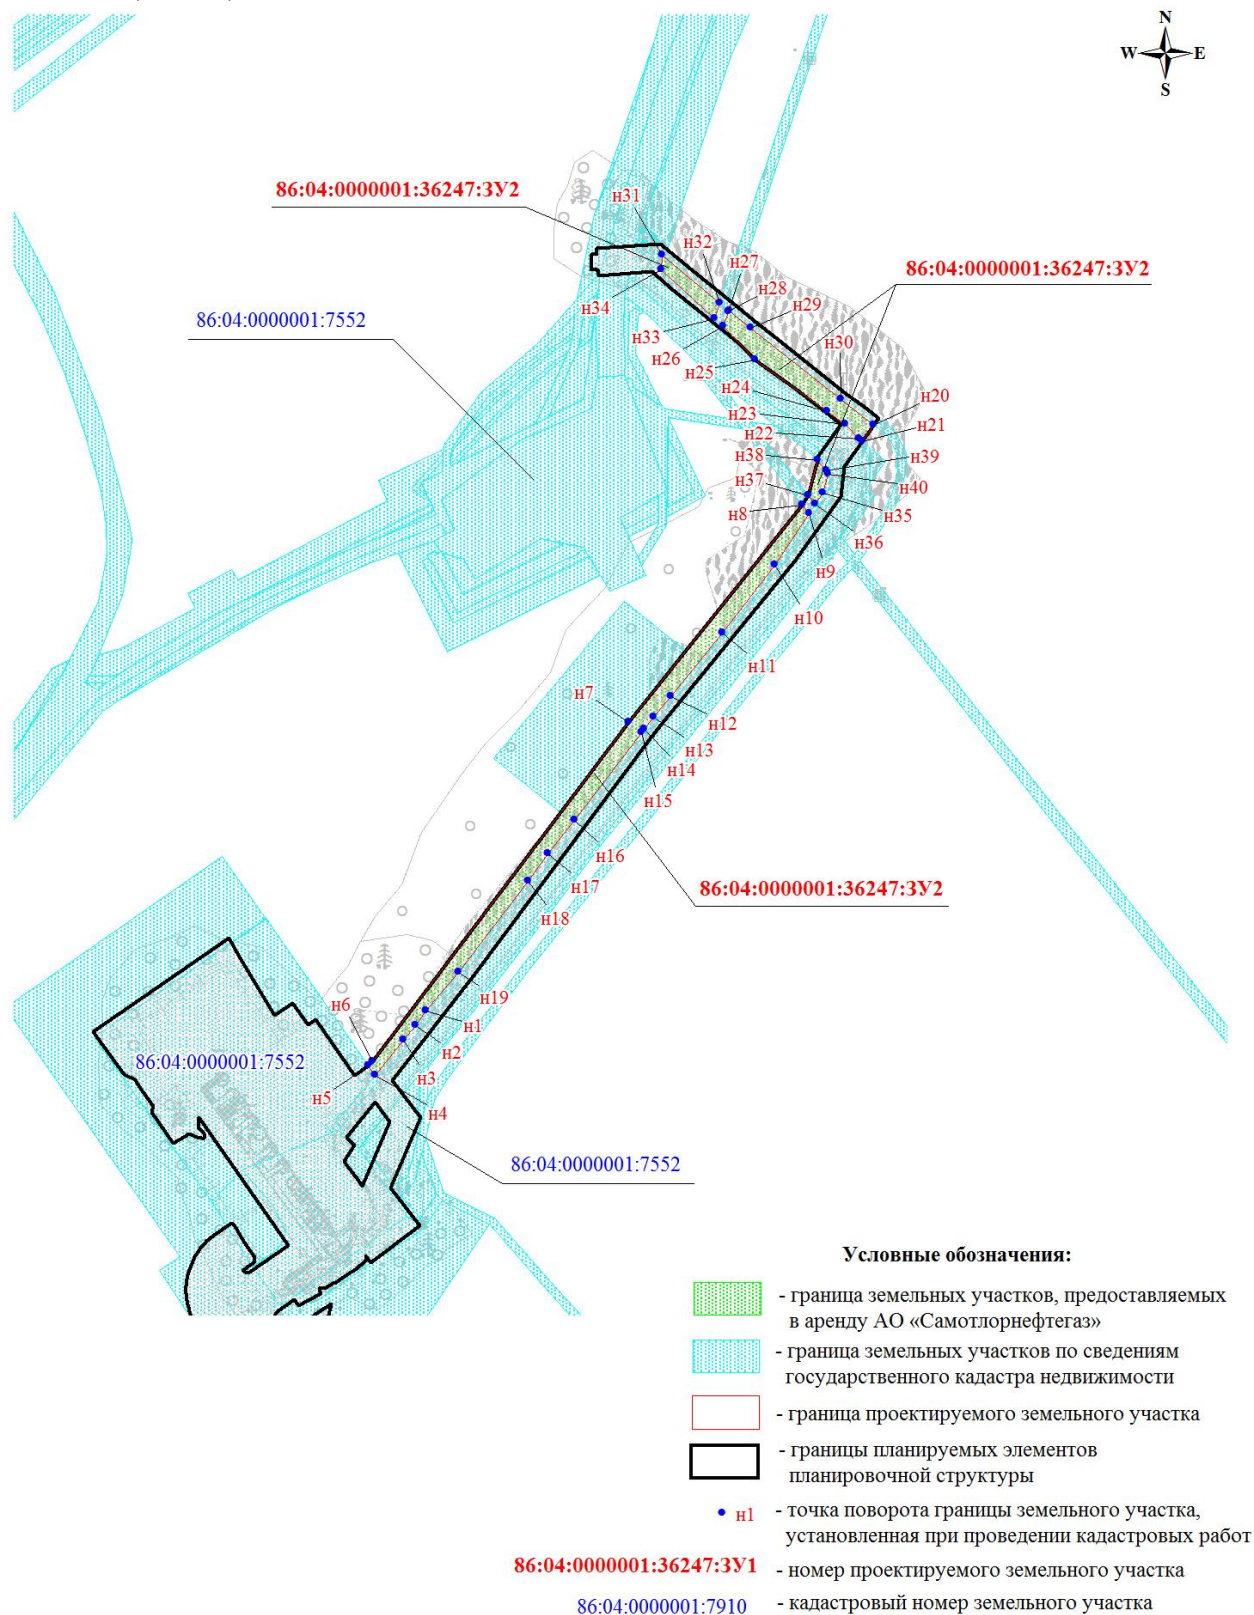 N
W E
S
86:04:0000001:36247:ЗУ2
н31
н32
н27
н28
н29
86:04:0000001:36247:ЗУ2
н34
86:04:0000001:7552
н33
н30
н26
н25
н24
н20
н23
н21
н22
н38
н39
н37
н40
н8
н35
н36
н9
н10
н11
н7
н12
н13
н14
н15
н16
н17
86:04:0000001:36247:ЗУ2
н18
н19
н6
н1
н2
86:04:0000001:7552
н3
н5
н4
86:04:0000001:7552
Условные обозначения:
- граница земельных участков, предоставляемых
в аренду АО «Самотлорнефтегаз»
- граница земельных участков по сведениям
государственного кадастра недвижимости
- граница проектируемого земельного участка
- границы планируемых элементов
планировочной структуры
н1 - точка поворота границы земельного участка,
установленная при проведении кадастровых работ
86:04:0000001:36247:ЗУ1 - номер проектируемого земельного участка
86:04:0000001:7910 - кадастровый номер земельного участка